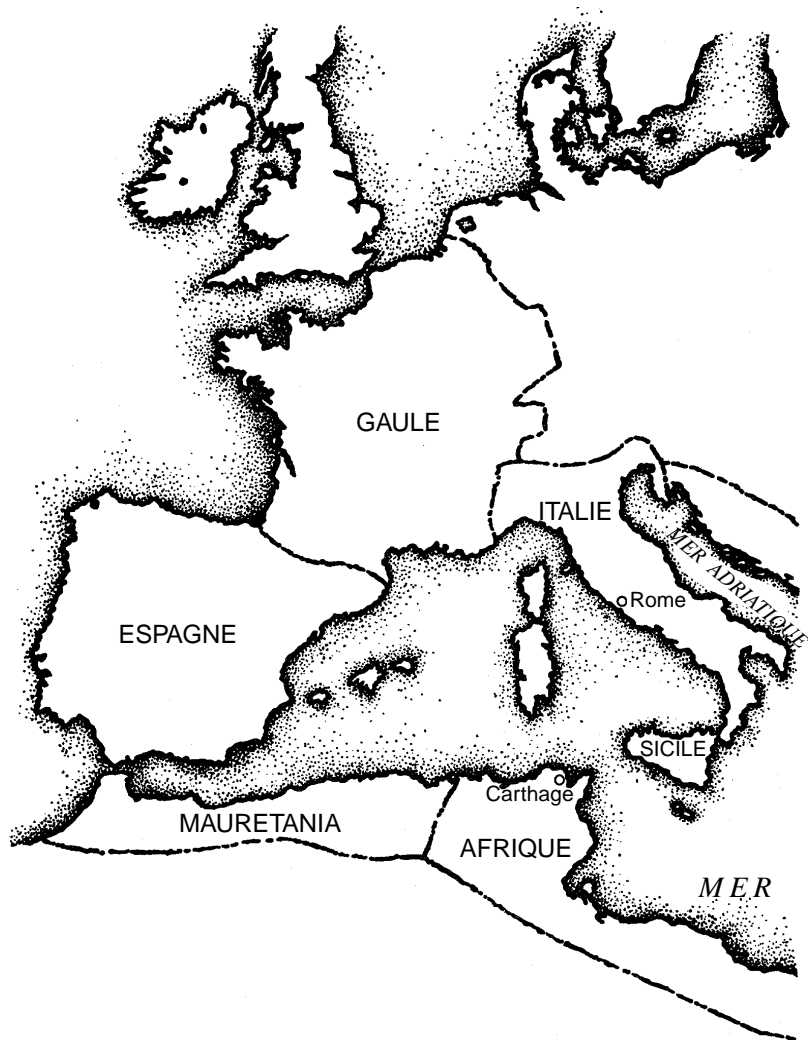 GAULE
ITALIE
MER ADRIATIQUE
Rome
ESPAGNE
SICILE
Carthage
MAURETANIA
AFRIQUE
MER